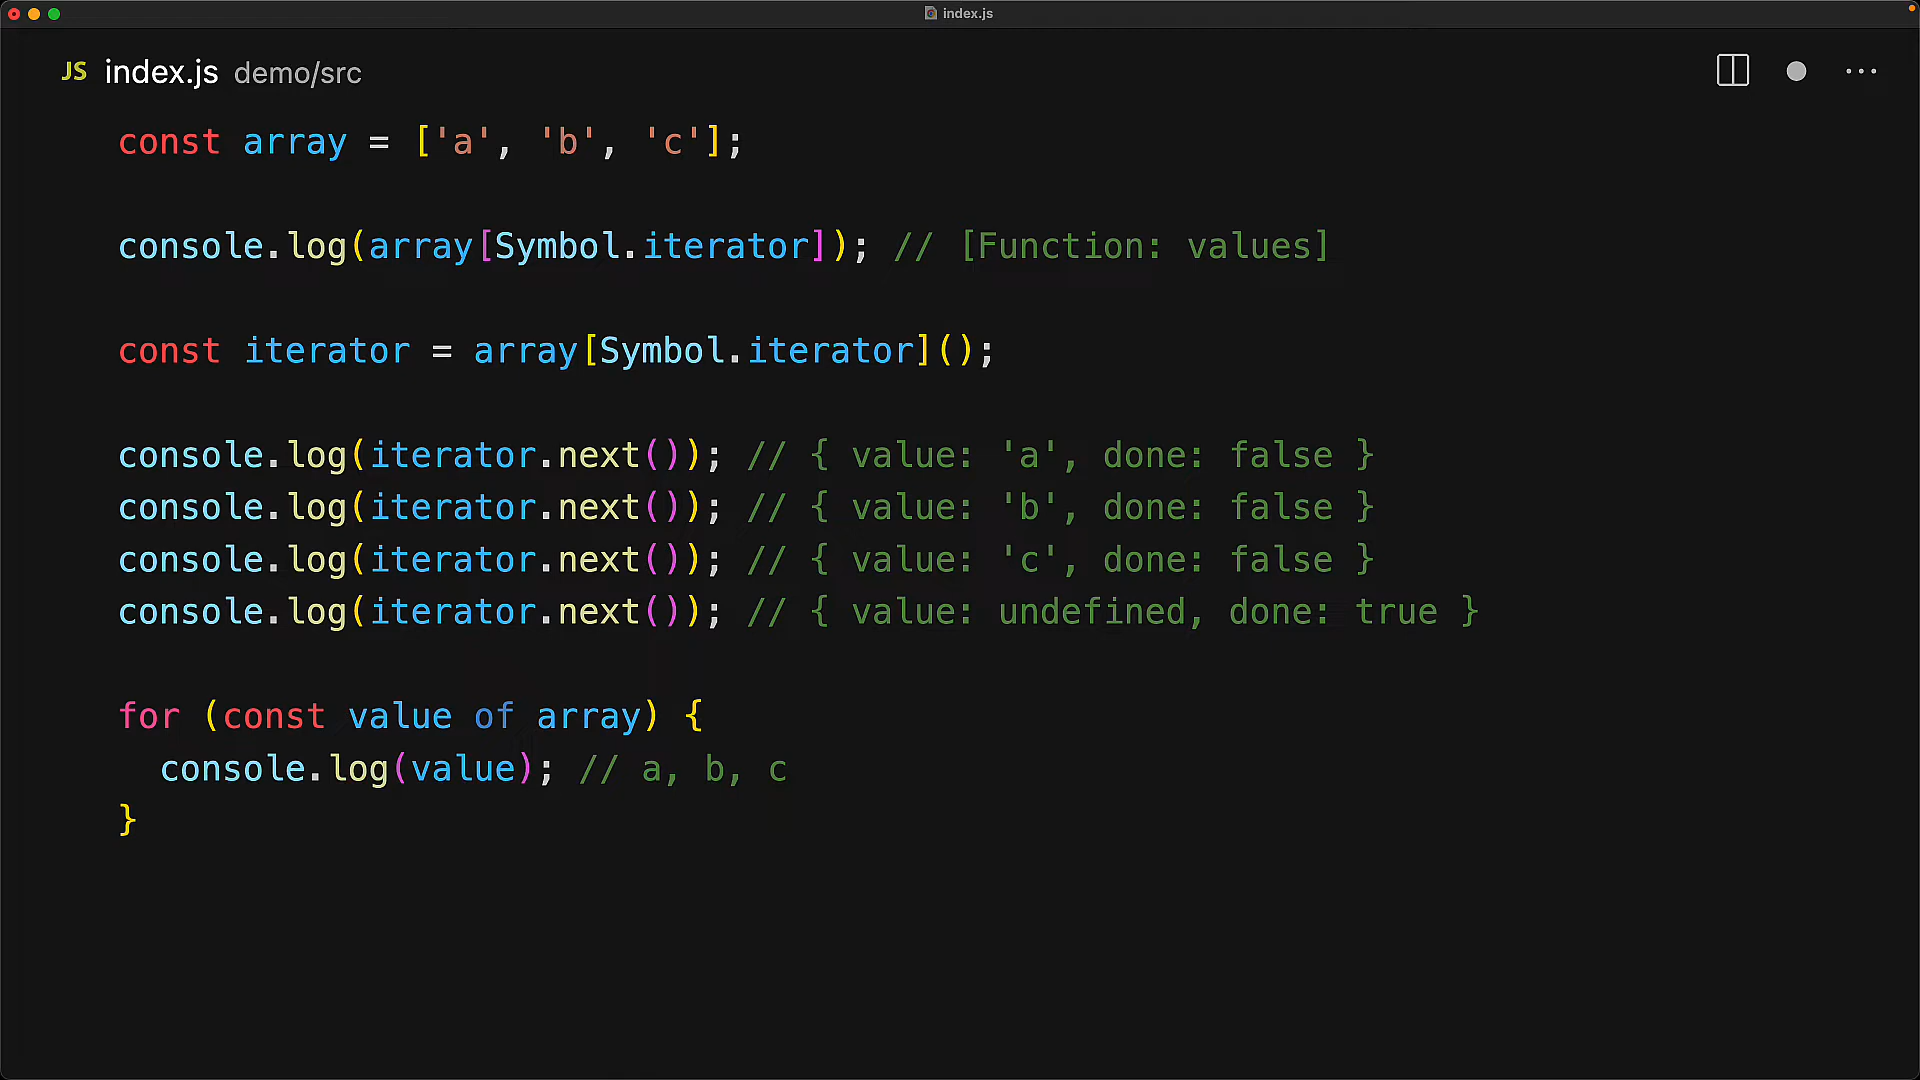 index.js
JS index.js demo/src
const array = ['a', 'b', 'c'];
console.log(array[Symbol.iterator]); // [Function: values]
const iterator = array[Symbol.iterator]();
console.log(iterator.next()); // { value: 'a', done: false }
console.log(iterator.next()); // { value: 'b', done: false }
console.log(iterator.next()); // { value: 'c', done: false }
console.log(iterator.next()); // { value: undefined, done: true }
for (const value of array) {
  console.log(value); // a, b, c
}